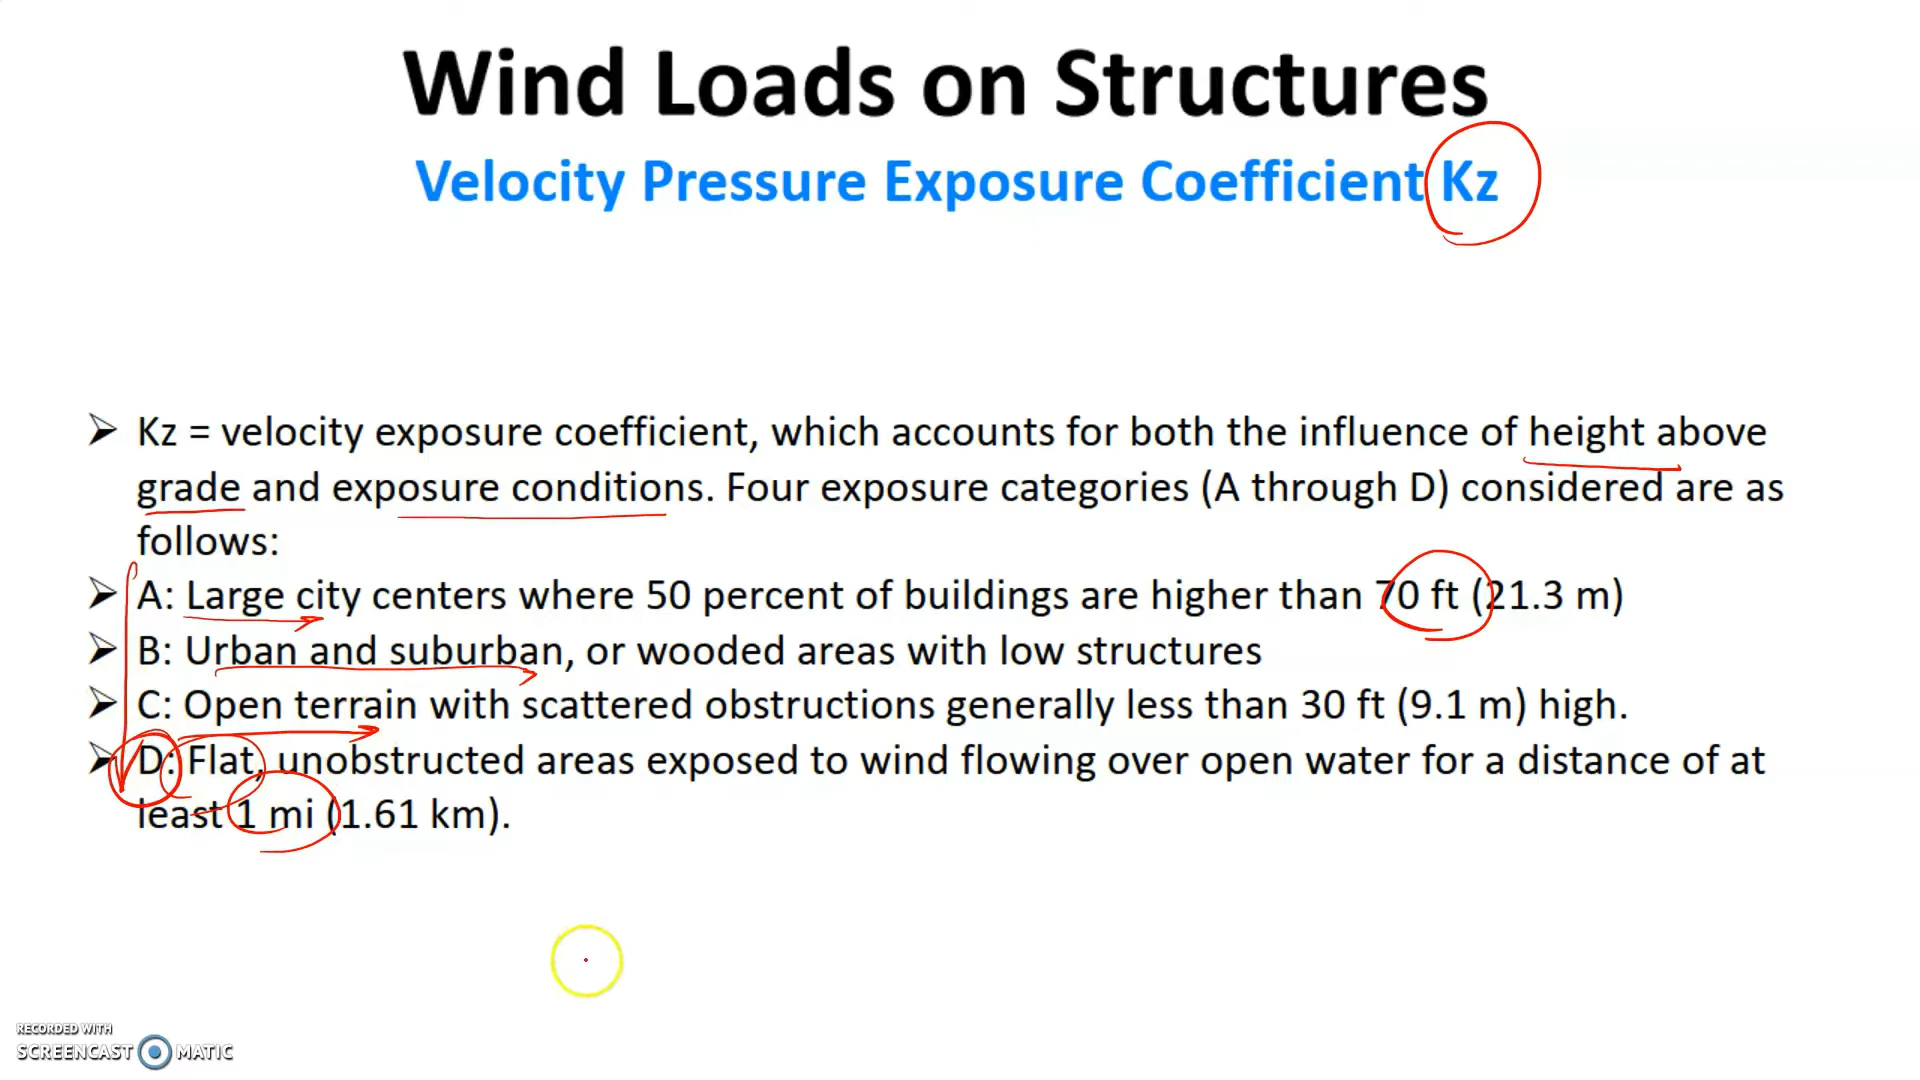 Wind Loads on Structures
Velocity Pressure Exposure Coefficient Kz
➤ Kz = velocity exposure coefficient, which accounts for both the influence of height above
grade and exposure conditions. Four exposure categories (A through D) considered are as
follows:
➤ A: Large city centers where 50 percent of buildings are higher than 70 ft (21.3 m)
➤ B: Urban and suburban, or wooded areas with low structures
➤ C: Open terrain with scattered obstructions generally less than 30 ft (9.1 m) high.
➤ D: Flat, unobstructed areas exposed to wind flowing over open water for a distance of at
least 1 mi (1.61 km).
RECORDED WITH
SCREENCAST MATIC